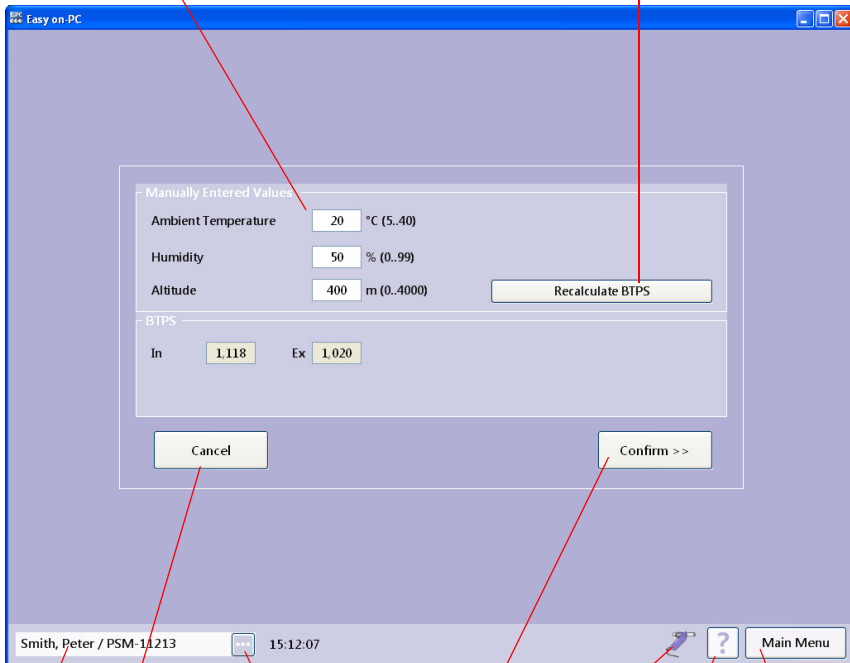 Easy on-PC
Manually Entered Values
Ambient Temperature 20 °C (5..40)
Humidity 50 % (0..99)
Altitude 400 m (0..4000) Recalculate BTPS
BTPS
In 1,118 Ex 1,020
Cancel Confirm >>
Smith, Peter / PSM-11213 ... 15:12:07 ? Main Menu